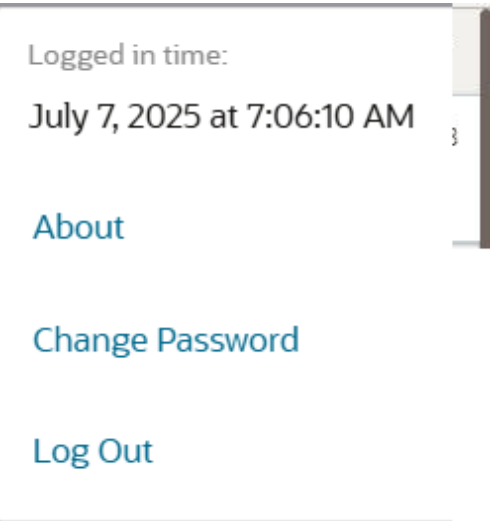 Logged in time:
July 7, 2025 at 7:06:10 AM
About
Change Password
Log Out